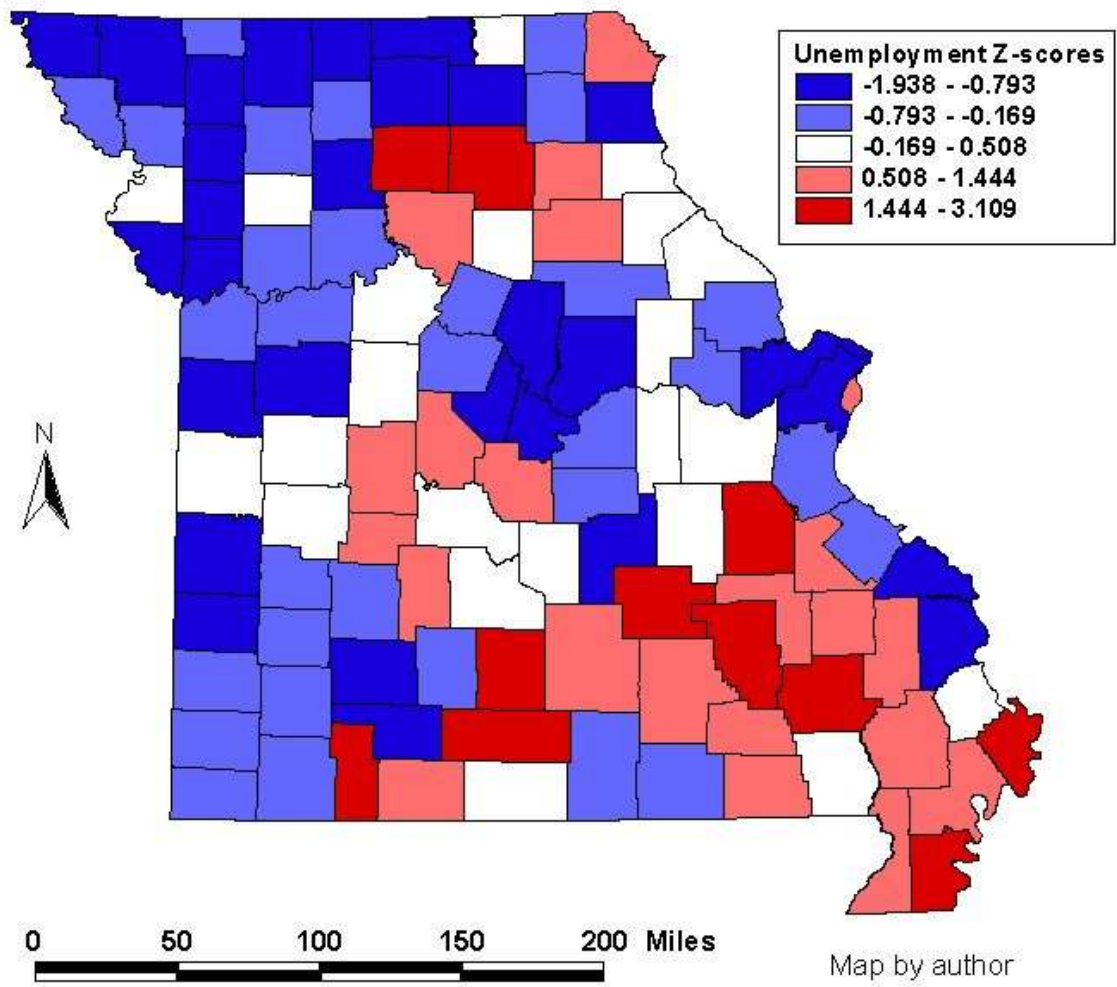 Unemployment Z-scores
-1.938 - -0.793
-0.793 - -0.169
-0.169 - 0.508
0.508 - 1.444
1.444 - 3.109
N
0 50 100 150 200 Miles
Map by author